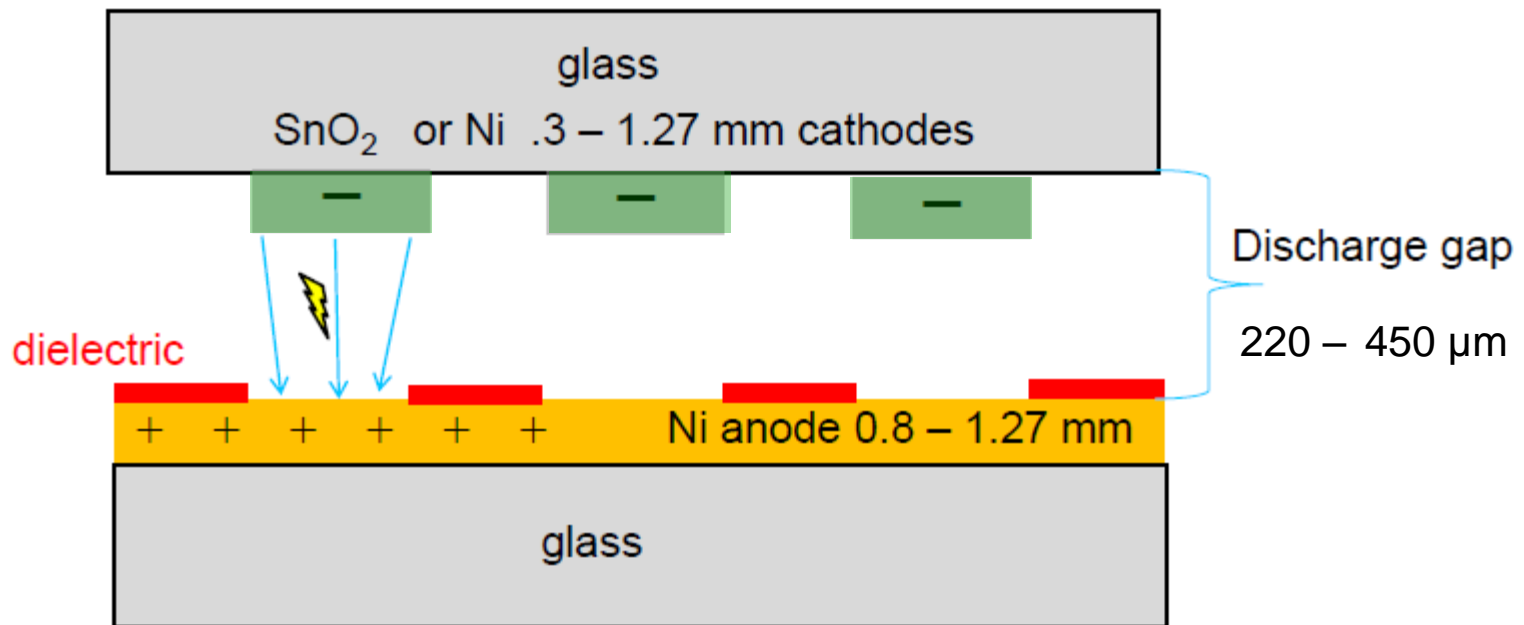 glass
SnO₂ or Ni .3 – 1.27 mm cathodes
– – –
Discharge gap
220 – 450 µm
dielectric
+ + + + + + Ni anode 0.8 – 1.27 mm
glass